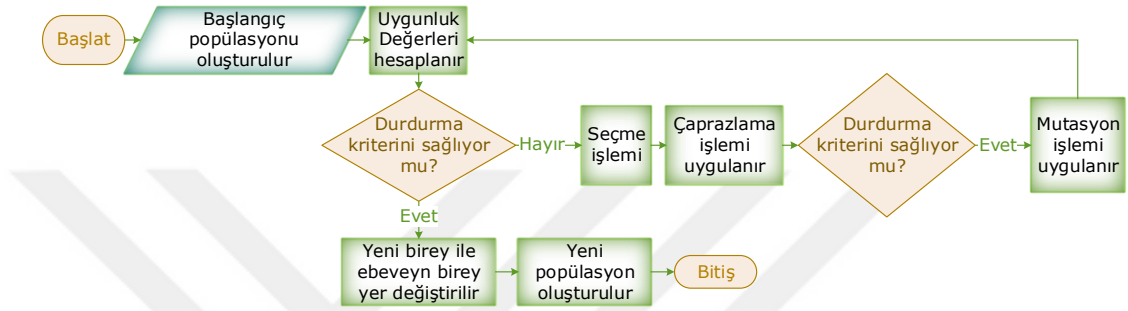 Başlat
Başlangıç
popülasyonu
oluşturulur
Uygunluk
Değerleri
hesaplanır
Durdurma
kriterini sağlıyor
mu?
Hayır
Seçme
işlemi
Çaprazlama
işlemi
uygulanır
Durdurma
kriterini sağlıyor
mu?
Evet
Mutasyon
işlemi
uygulanır
Evet
Yeni birey ile
ebeveyn birey
yer değiştirilir
Yeni
popülasyon
oluşturulur
Bitiş